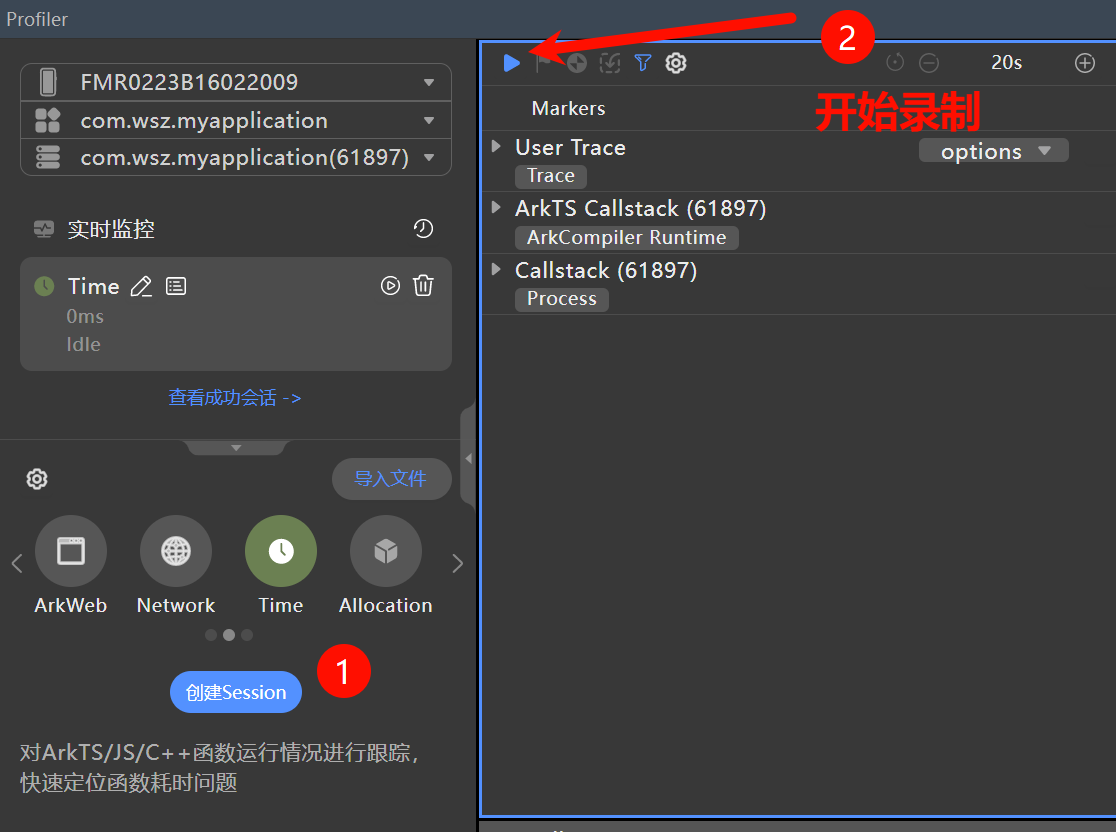 Profiler
FMR0223B16022009
com.wsz.myapplication
com.wsz.myapplication(61897)
实时监控
Time
0ms
Idle
查看成功会话 ->
导入文件
ArkWeb
Network
Time
Allocation
创建Session
1
对ArkTS/JS/C++函数运行情况进行跟踪,
快速定位函数耗时问题
2
20s
开始录制
Markers
User Trace
options
Trace
ArkTS Callstack (61897)
ArkCompiler Runtime
Callstack (61897)
Process